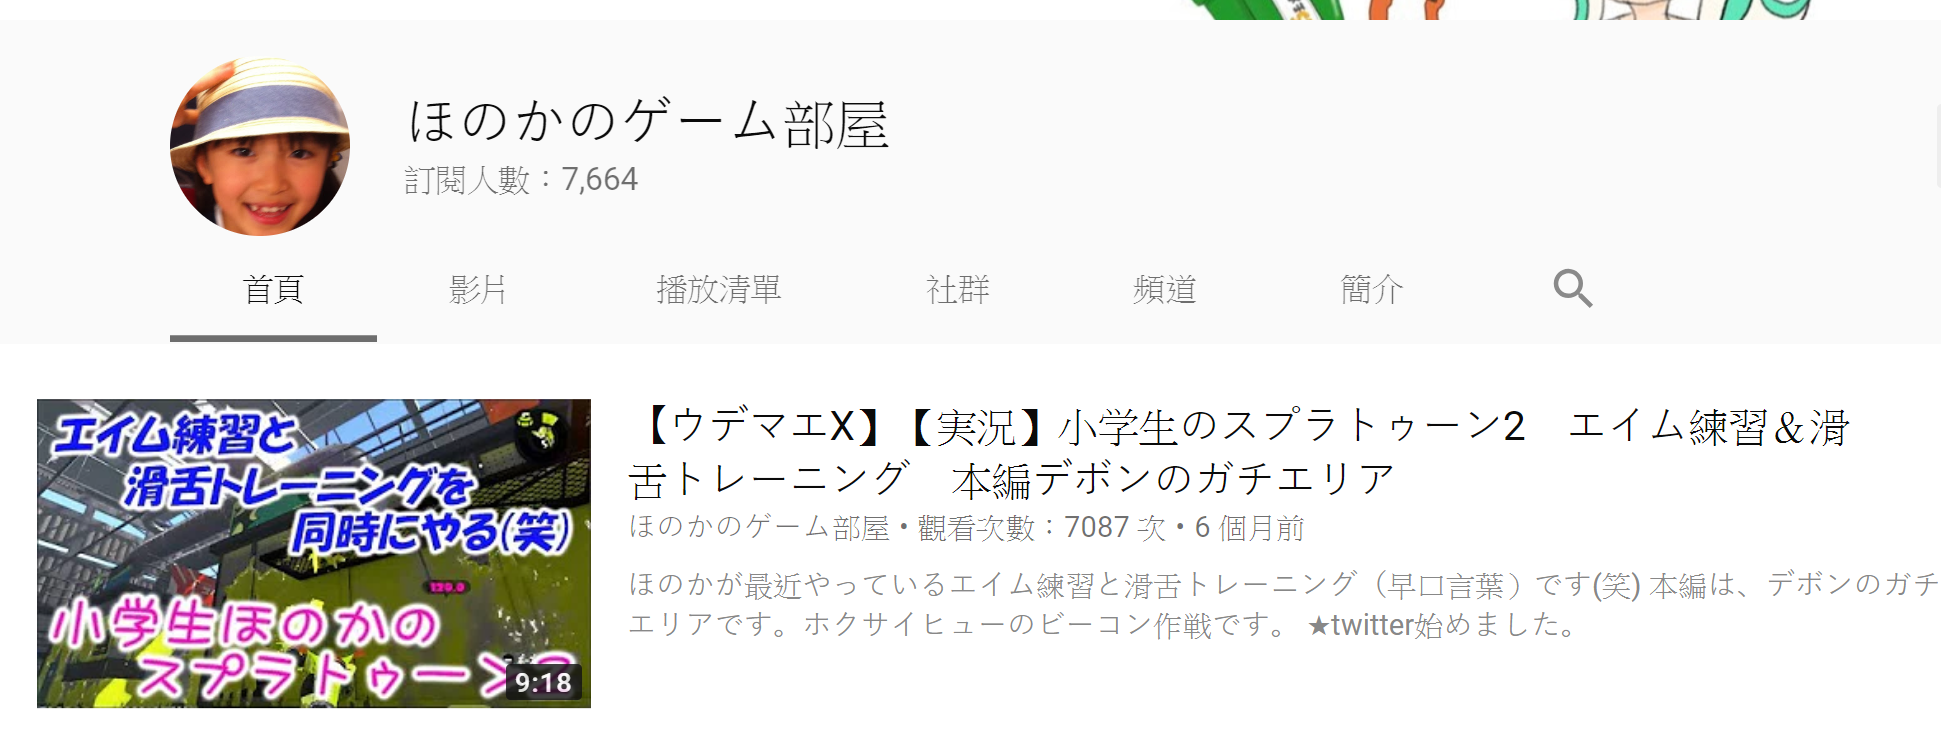 ほのかのゲーム部屋
訂閱人數：7,664
首頁 影片 播放清單 社群 頻道 簡介
エイム練習と
滑舌トレーニングを
同時にやる(笑)
120.0
小学生ほのかの
スプラトゥーン2
9:18
【ウデマエX】【実況】小学生のスプラトゥーン2　エイム練習＆滑
舌トレーニング　本編デボンのガチエリア
ほのかのゲーム部屋 • 觀看次數：7087 次 • 6 個月前
ほのかが最近やっているエイム練習と滑舌トレーニング（早口言葉）です(笑) 本編は、デボンのガチ
エリアです。ホクサイヒューのビーコン作戦です。 ★twitter始めました。